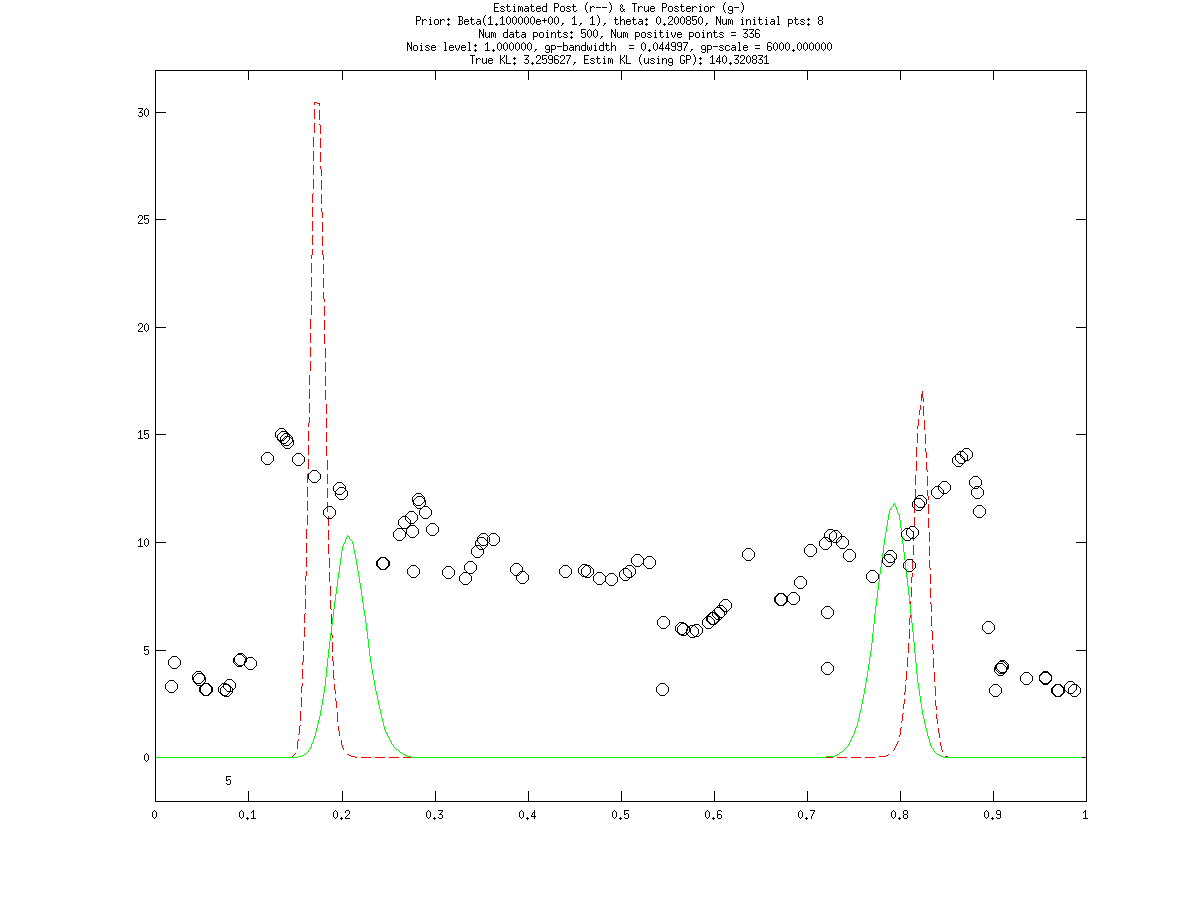 Estimated Post (r--) & True Posterior (g-)
Prior: Beta(1.100000e+00, 1, 1), theta: 0.200850, Num initial pts: 8
Num data points: 500, Num positive points = 336
Noise level: 1.000000, gp-bandwidth  = 0.044997, gp-scale = 6000.000000
True KL: 3.259627, Estim KL (using GP): 140.320831
30
25
20
15
10
5
0
5
0 0.1 0.2 0.3 0.4 0.5 0.6 0.7 0.8 0.9 1